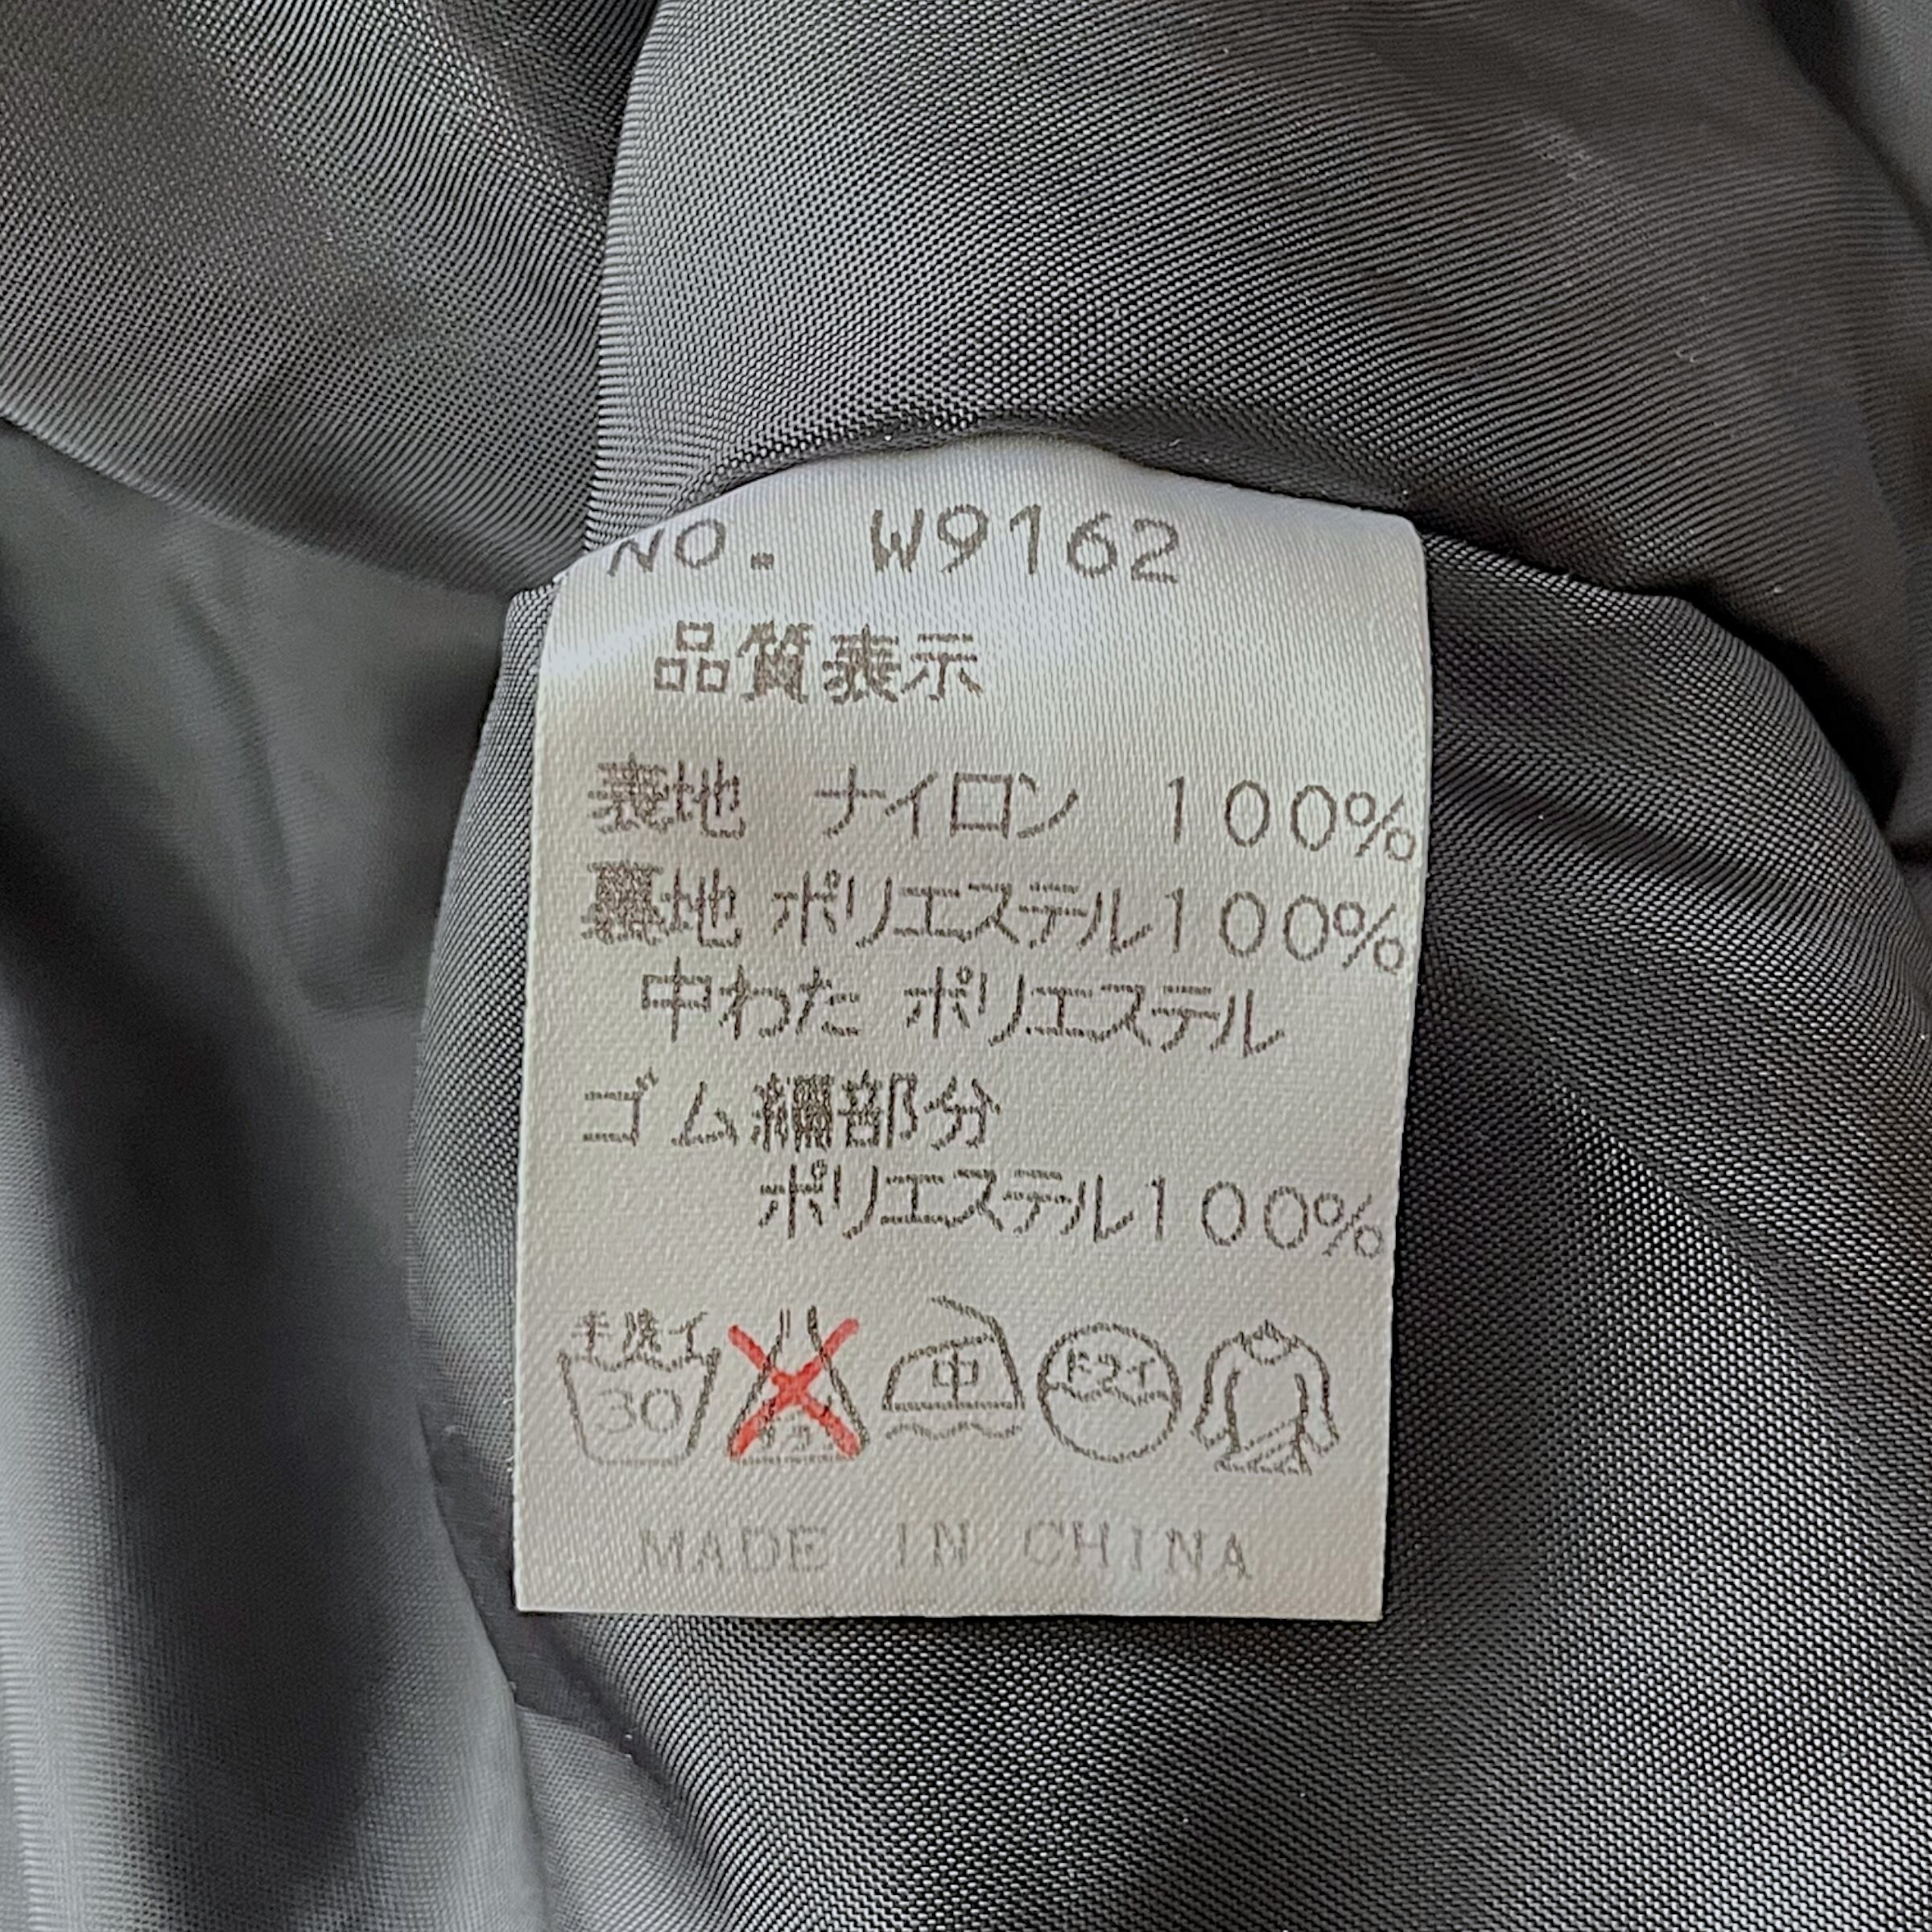 NO. W9162
品質表示
表地 ナイロン 100%
裏地 ポリエステル100%
中わた ポリエステル
ゴム編部分
ポリエステル100%
手洗イ 30 中 ドライ
MADE IN CHINA